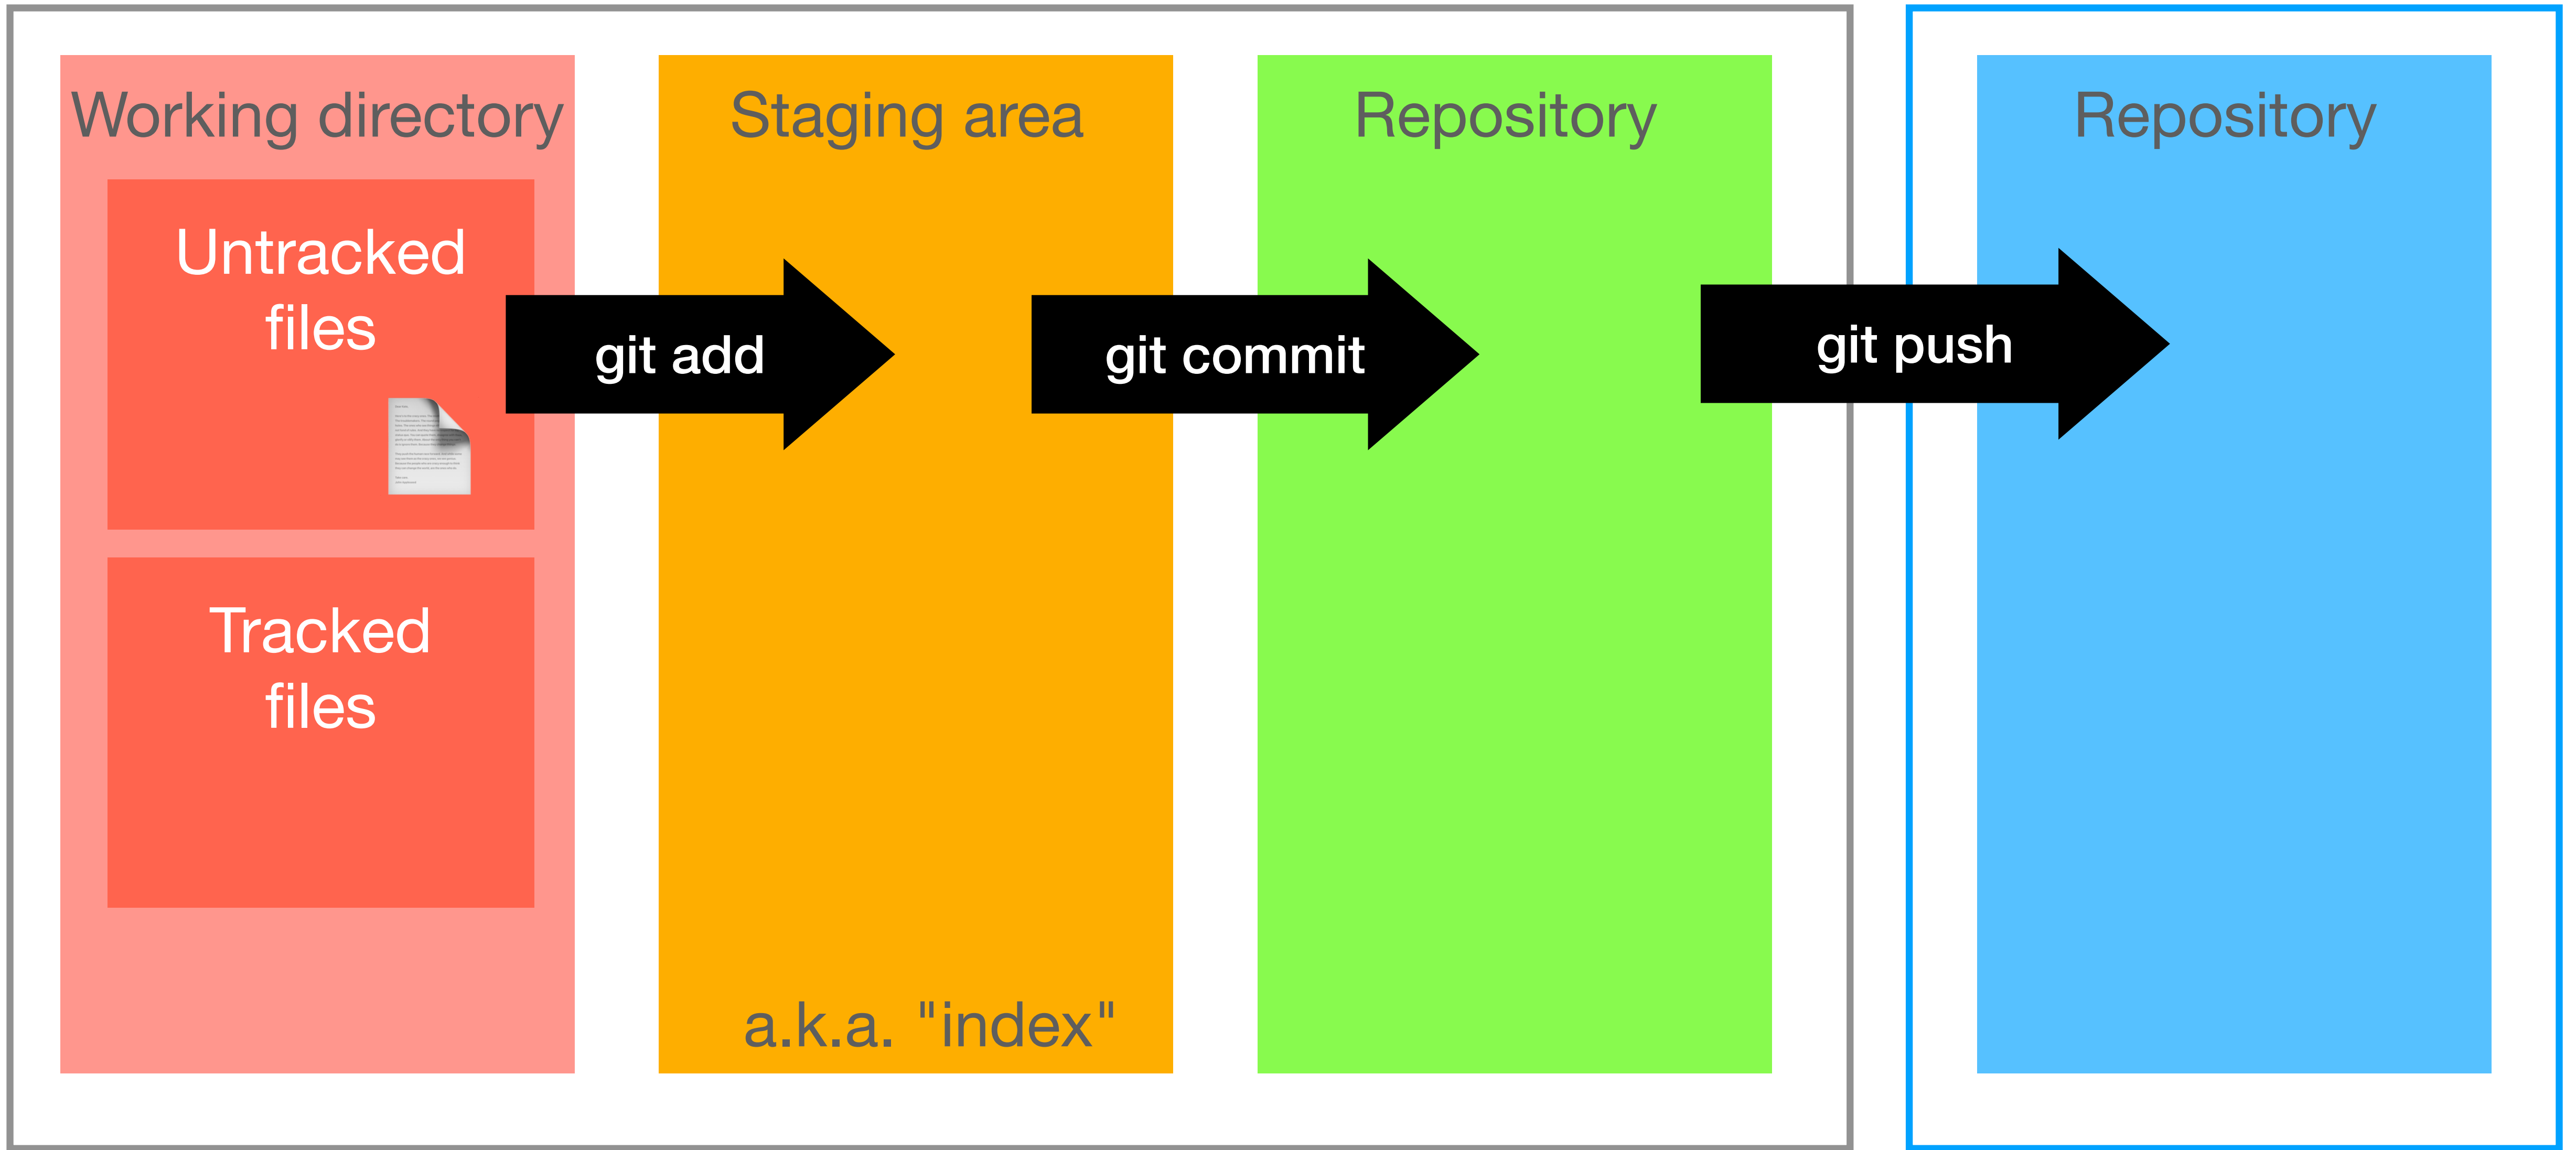 Working directory
Untracked
files
Tracked
files
git add
Staging area
a.k.a. "index"
git commit
Repository
git push
Repository